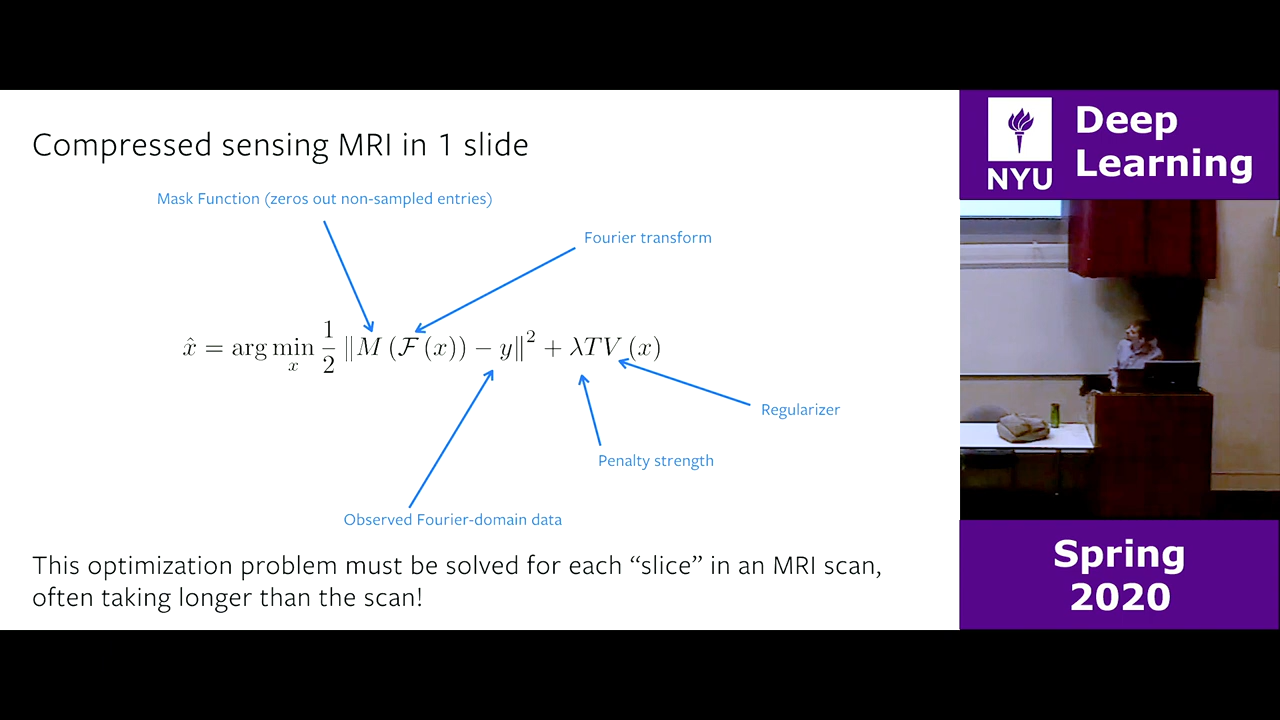 Compressed sensing MRI in 1 slide
Mask Function (zeros out non-sampled entries)
Fourier transform
x̂ = arg min_x 1/2 ‖M (ℱ (x)) − y‖² + λTV (x)
Regularizer
Penalty strength
Observed Fourier-domain data
This optimization problem must be solved for each “slice” in an MRI scan,
often taking longer than the scan!
NYU
Deep
Learning
Spring
2020